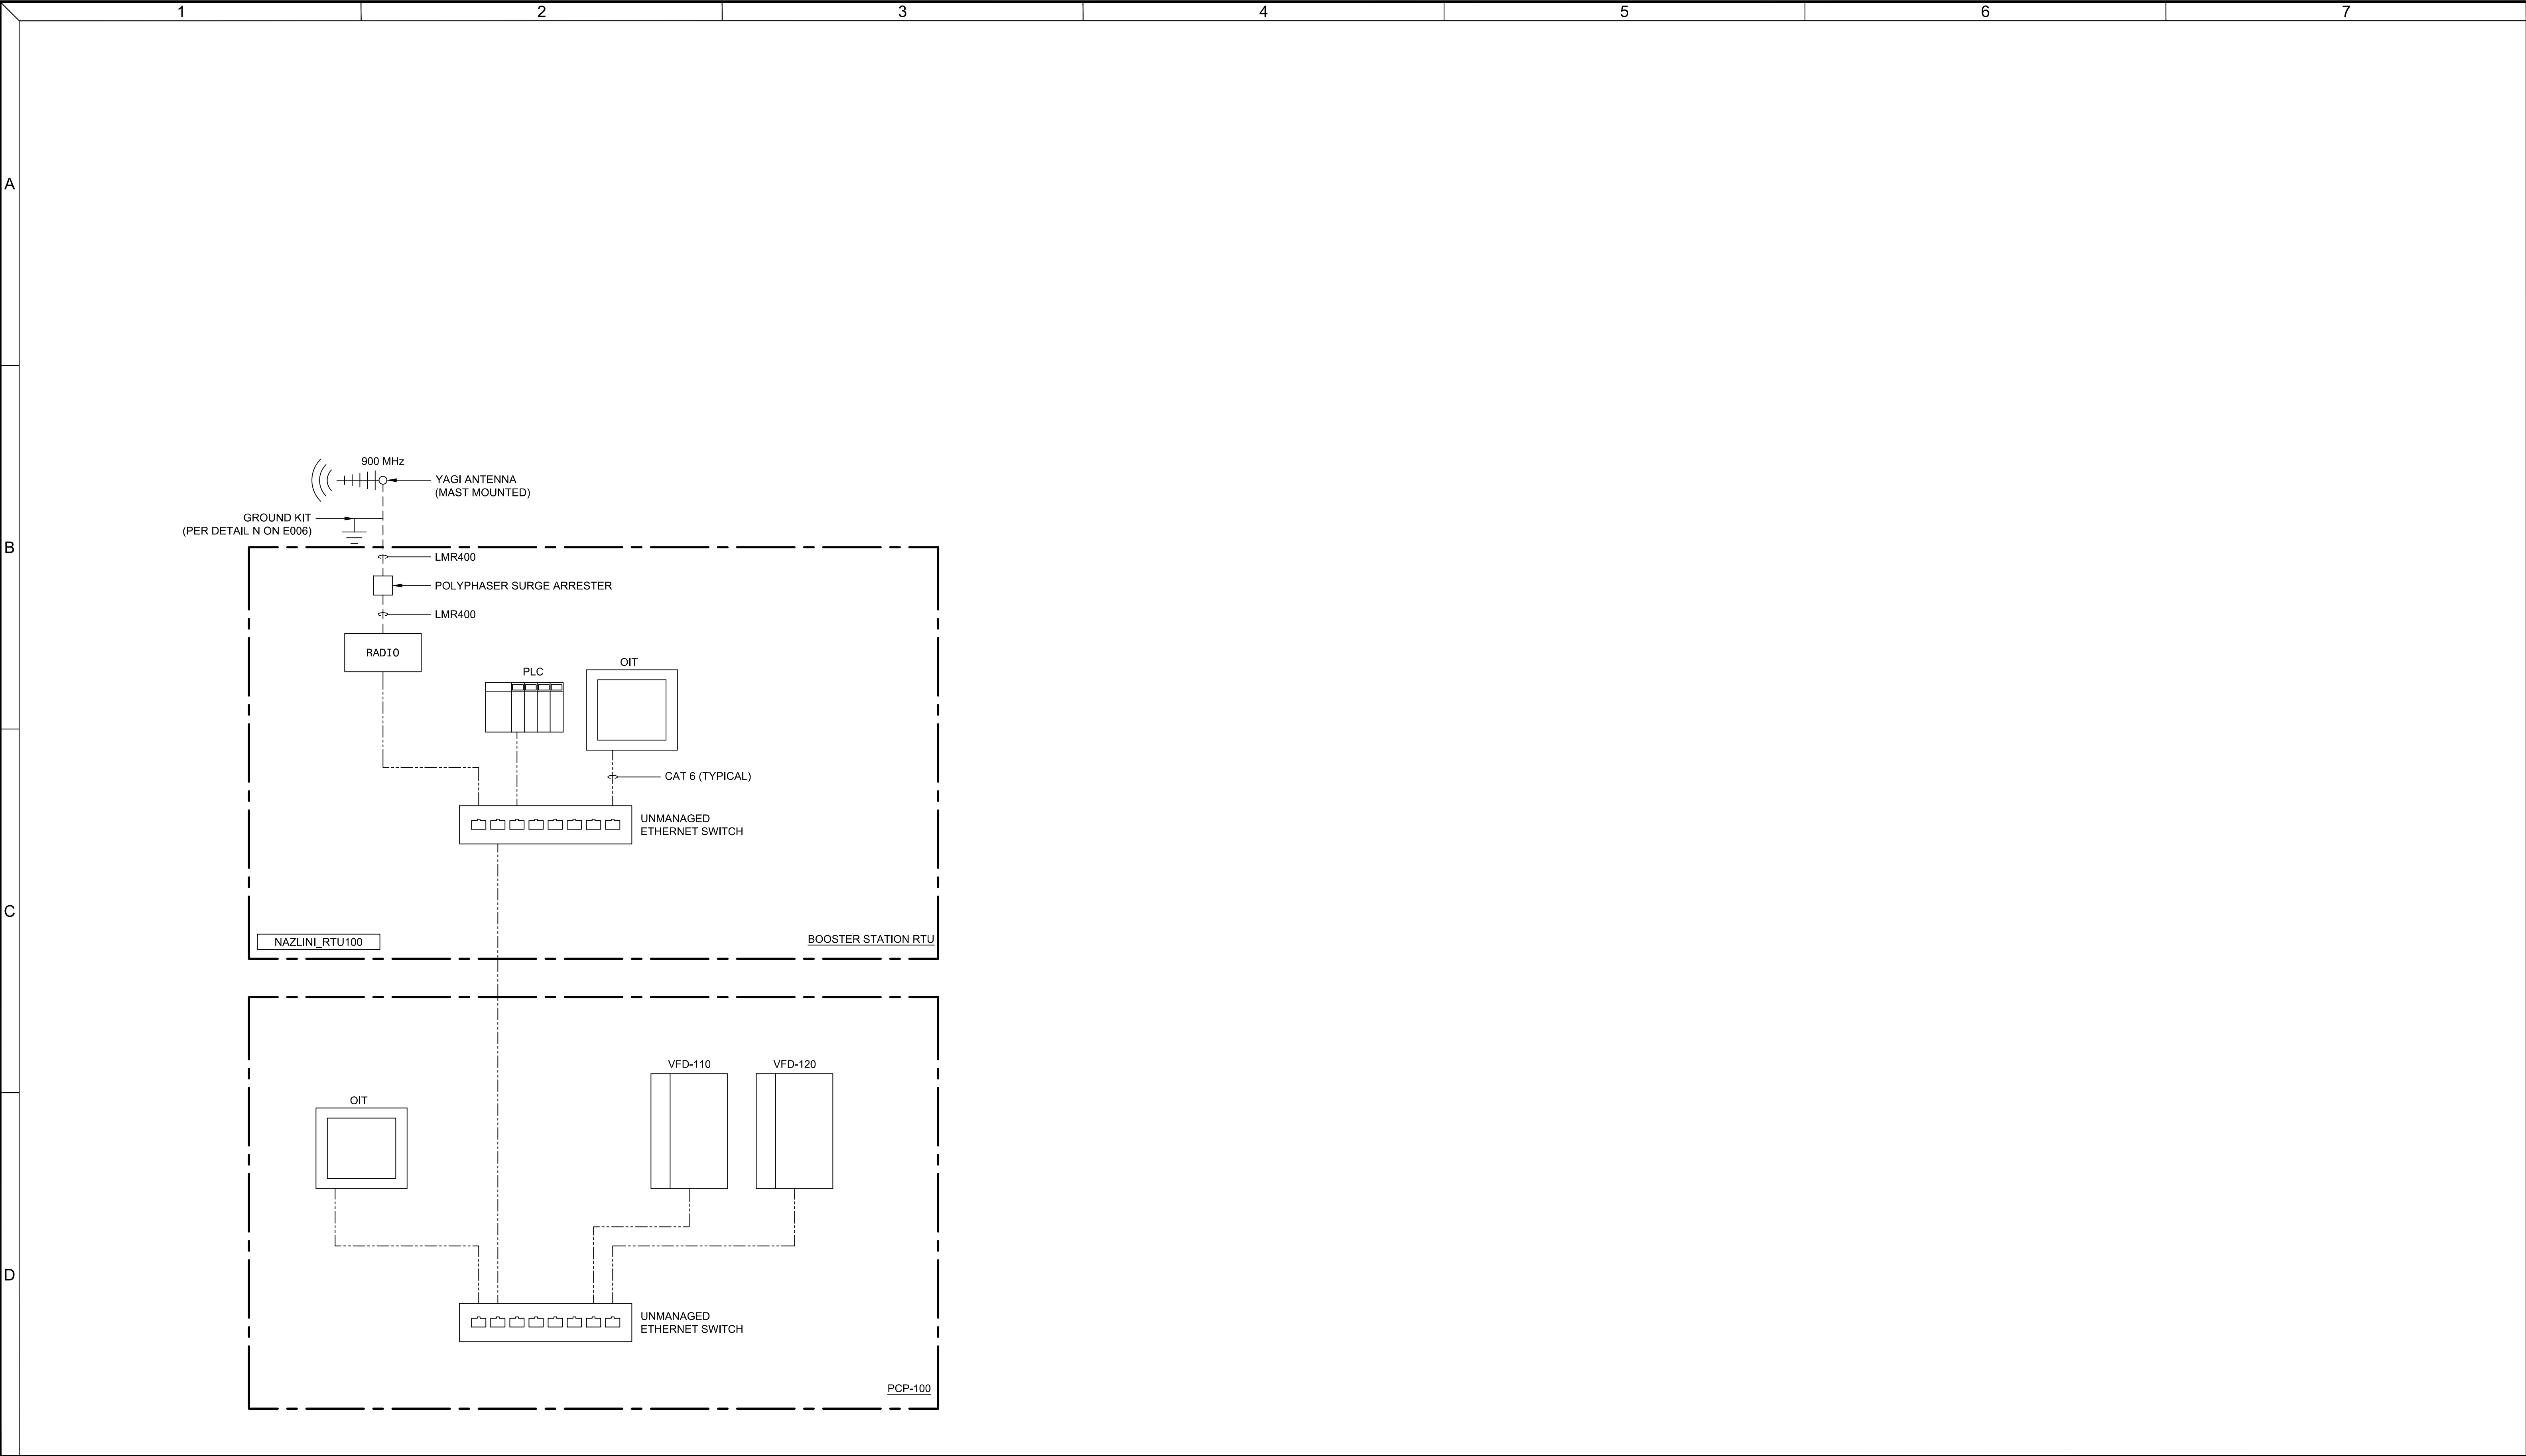 1
2
3
4
5
6
7
A
B
C
D
900 MHz
YAGI ANTENNA
(MAST MOUNTED)
GROUND KIT
(PER DETAIL N ON E006)
LMR400
POLYPHASER SURGE ARRESTER
LMR400
RADIO
PLC
OIT
CAT 6 (TYPICAL)
UNMANAGED
ETHERNET SWITCH
NAZLINI_RTU100
BOOSTER STATION RTU
VFD-110
VFD-120
OIT
UNMANAGED
ETHERNET SWITCH
PCP-100